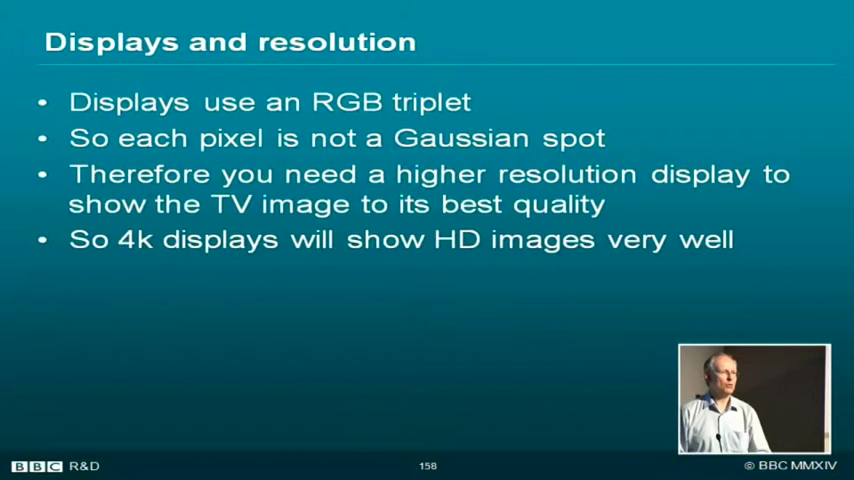 Displays and resolution
• Displays use an RGB triplet
• So each pixel is not a Gaussian spot
• Therefore you need a higher resolution display to
show the TV image to its best quality
• So 4k displays will show HD images very well
BBC R&D
158
© BBC MMXIV